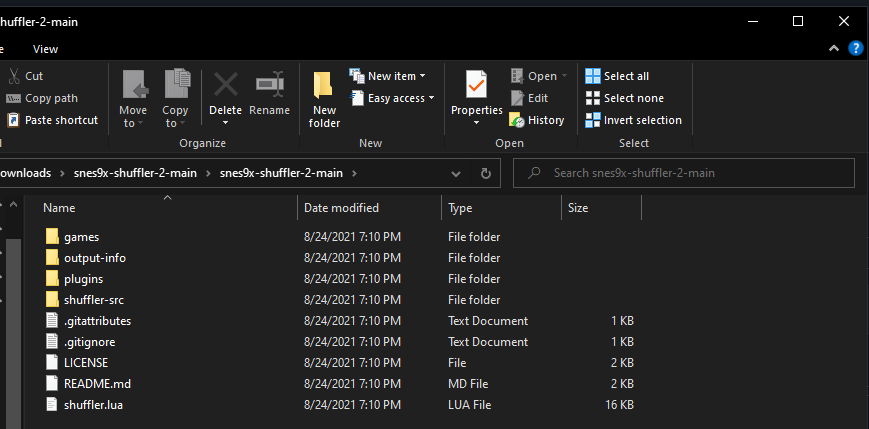 huffler-2-main
e View
Cut
Copy path
Paste shortcut
Move to
Copy to
Delete
Rename
New folder
New item
Easy access
Properties
Open
Edit
History
Select all
Select none
Invert selection
Organize New Open Select
ownloads > snes9x-shuffler-2-main > snes9x-shuffler-2-main >
Search snes9x-shuffler-2-main
Name Date modified Type Size
games 8/24/2021 7:10 PM File folder
output-info 8/24/2021 7:10 PM File folder
plugins 8/24/2021 7:10 PM File folder
shuffler-src 8/24/2021 7:10 PM File folder
.gitattributes 8/24/2021 7:10 PM Text Document 1 KB
.gitignore 8/24/2021 7:10 PM Text Document 1 KB
LICENSE 8/24/2021 7:10 PM File 2 KB
README.md 8/24/2021 7:10 PM MD File 2 KB
shuffler.lua 8/24/2021 7:10 PM LUA File 16 KB